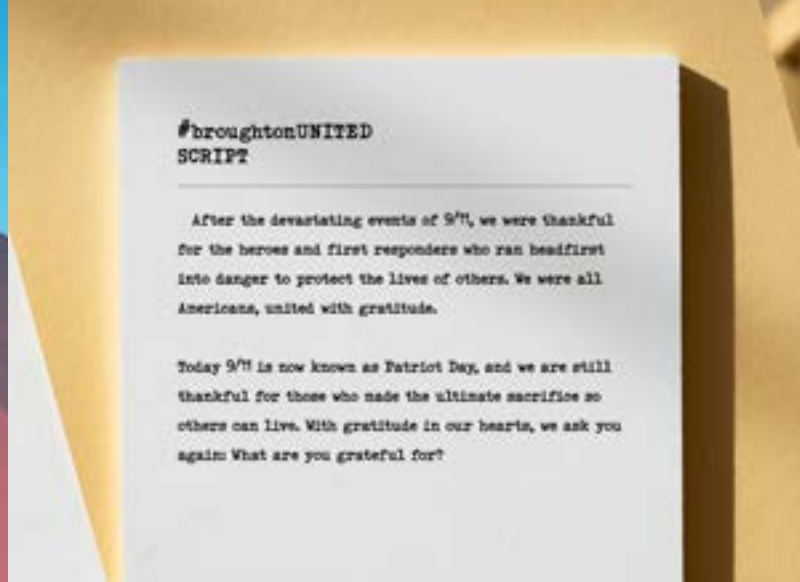 #broughtonUNITED
SCRIPT
After the devastating events of 9/11, we were thankful
for the heroes and first responders who ran headfirst
into danger to protect the lives of others. We were all
Americans, united with gratitude.
Today 9/11 is now known as Patriot Day, and we are still
thankful for those who made the ultimate sacrifice so
others can live. With gratitude in our hearts, we ask you
again: What are you grateful for?